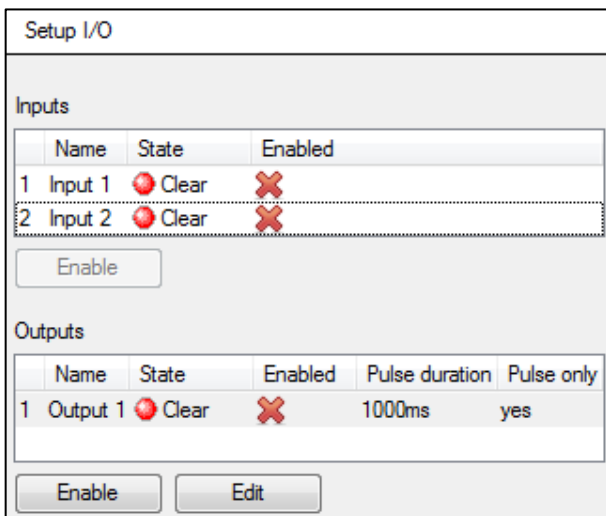 Setup I/O
Inputs
Name State Enabled
1 Input 1 Clear
2 Input 2 Clear
Enable
Outputs
Name State Enabled Pulse duration Pulse only
1 Output 1 Clear 1000ms yes
Enable Edit